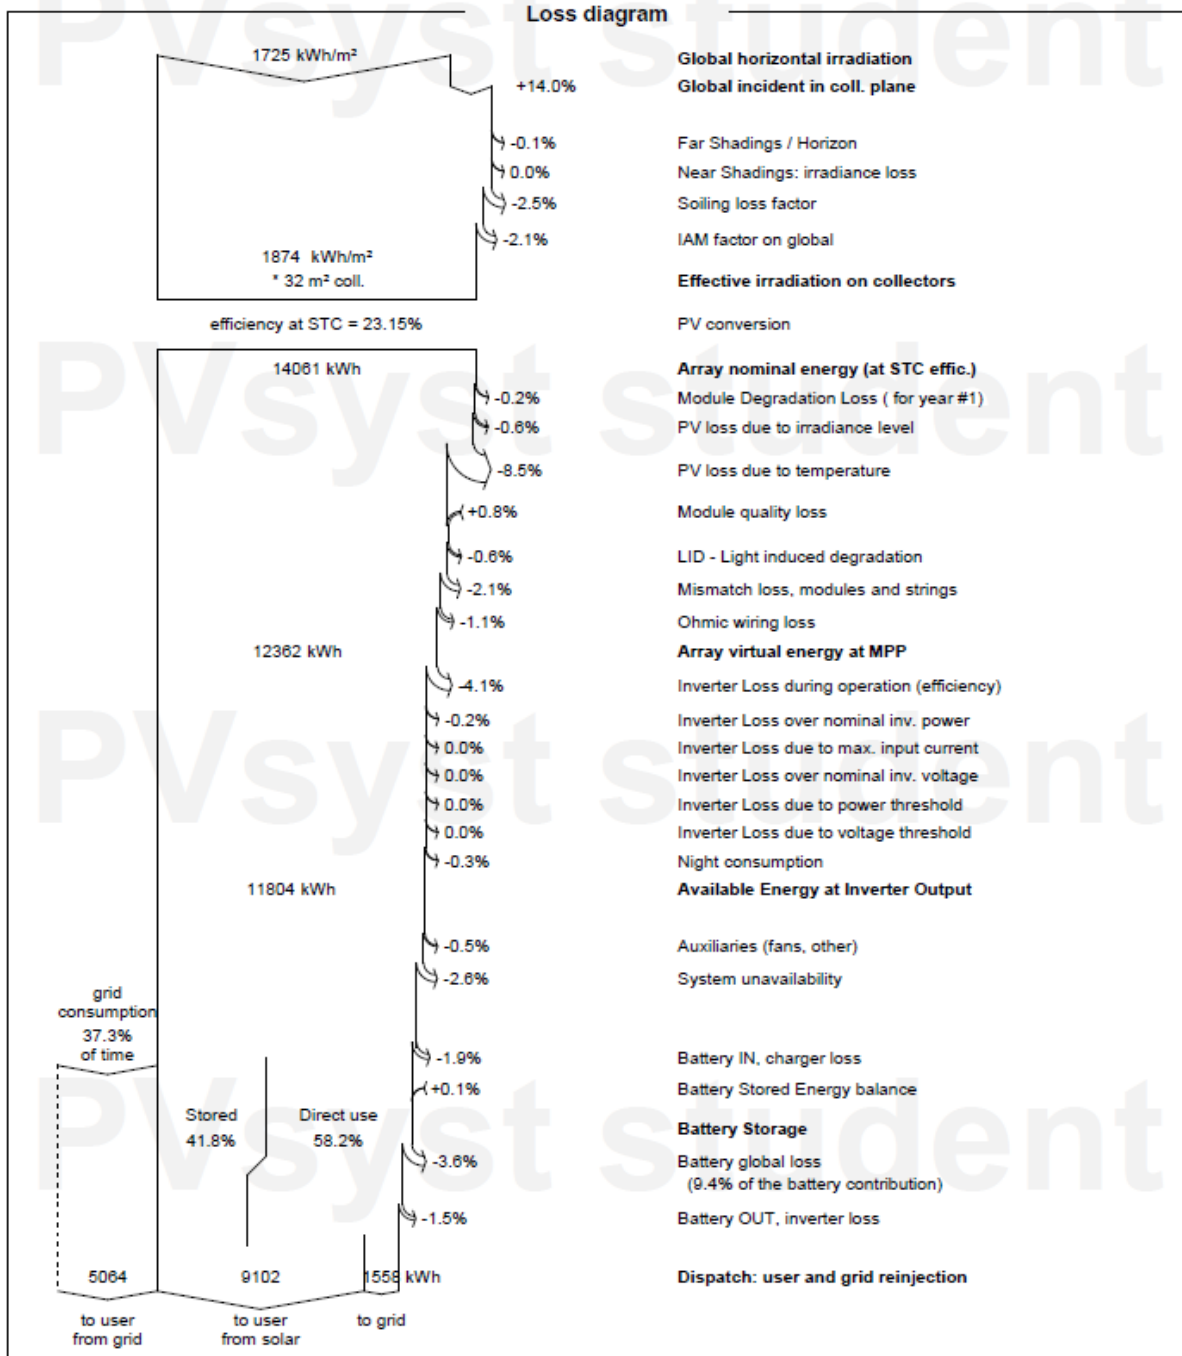 Loss diagram
1725 kWh/m²
Global horizontal irradiation
+14.0%
Global incident in coll. plane
-0.1%
Far Shadings / Horizon
0.0%
Near Shadings: irradiance loss
-2.5%
Soiling loss factor
-2.1%
IAM factor on global
1874 kWh/m²
* 32 m² coll.
Effective irradiation on collectors
efficiency at STC = 23.15%
PV conversion
14061 kWh
Array nominal energy (at STC effic.)
-0.2%
Module Degradation Loss ( for year #1)
-0.6%
PV loss due to irradiance level
-8.5%
PV loss due to temperature
+0.8%
Module quality loss
-0.6%
LID - Light induced degradation
-2.1%
Mismatch loss, modules and strings
-1.1%
Ohmic wiring loss
12362 kWh
Array virtual energy at MPP
-4.1%
Inverter Loss during operation (efficiency)
-0.2%
Inverter Loss over nominal inv. power
0.0%
Inverter Loss due to max. input current
0.0%
Inverter Loss over nominal inv. voltage
0.0%
Inverter Loss due to power threshold
0.0%
Inverter Loss due to voltage threshold
-0.3%
Night consumption
11804 kWh
Available Energy at Inverter Output
-0.5%
Auxiliaries (fans, other)
-2.6%
System unavailability
grid
consumption
37.3%
of time
-1.9%
Battery IN, charger loss
+0.1%
Battery Stored Energy balance
Stored
41.8%
Direct use
58.2%
Battery Storage
-3.6%
Battery global loss
(9.4% of the battery contribution)
-1.5%
Battery OUT, inverter loss
5064
9102
1558 kWh
Dispatch: user and grid reinjection
to user
from grid
to user
from solar
to grid
PVsyst student
PVsyst student
PVsyst student
PVsyst student